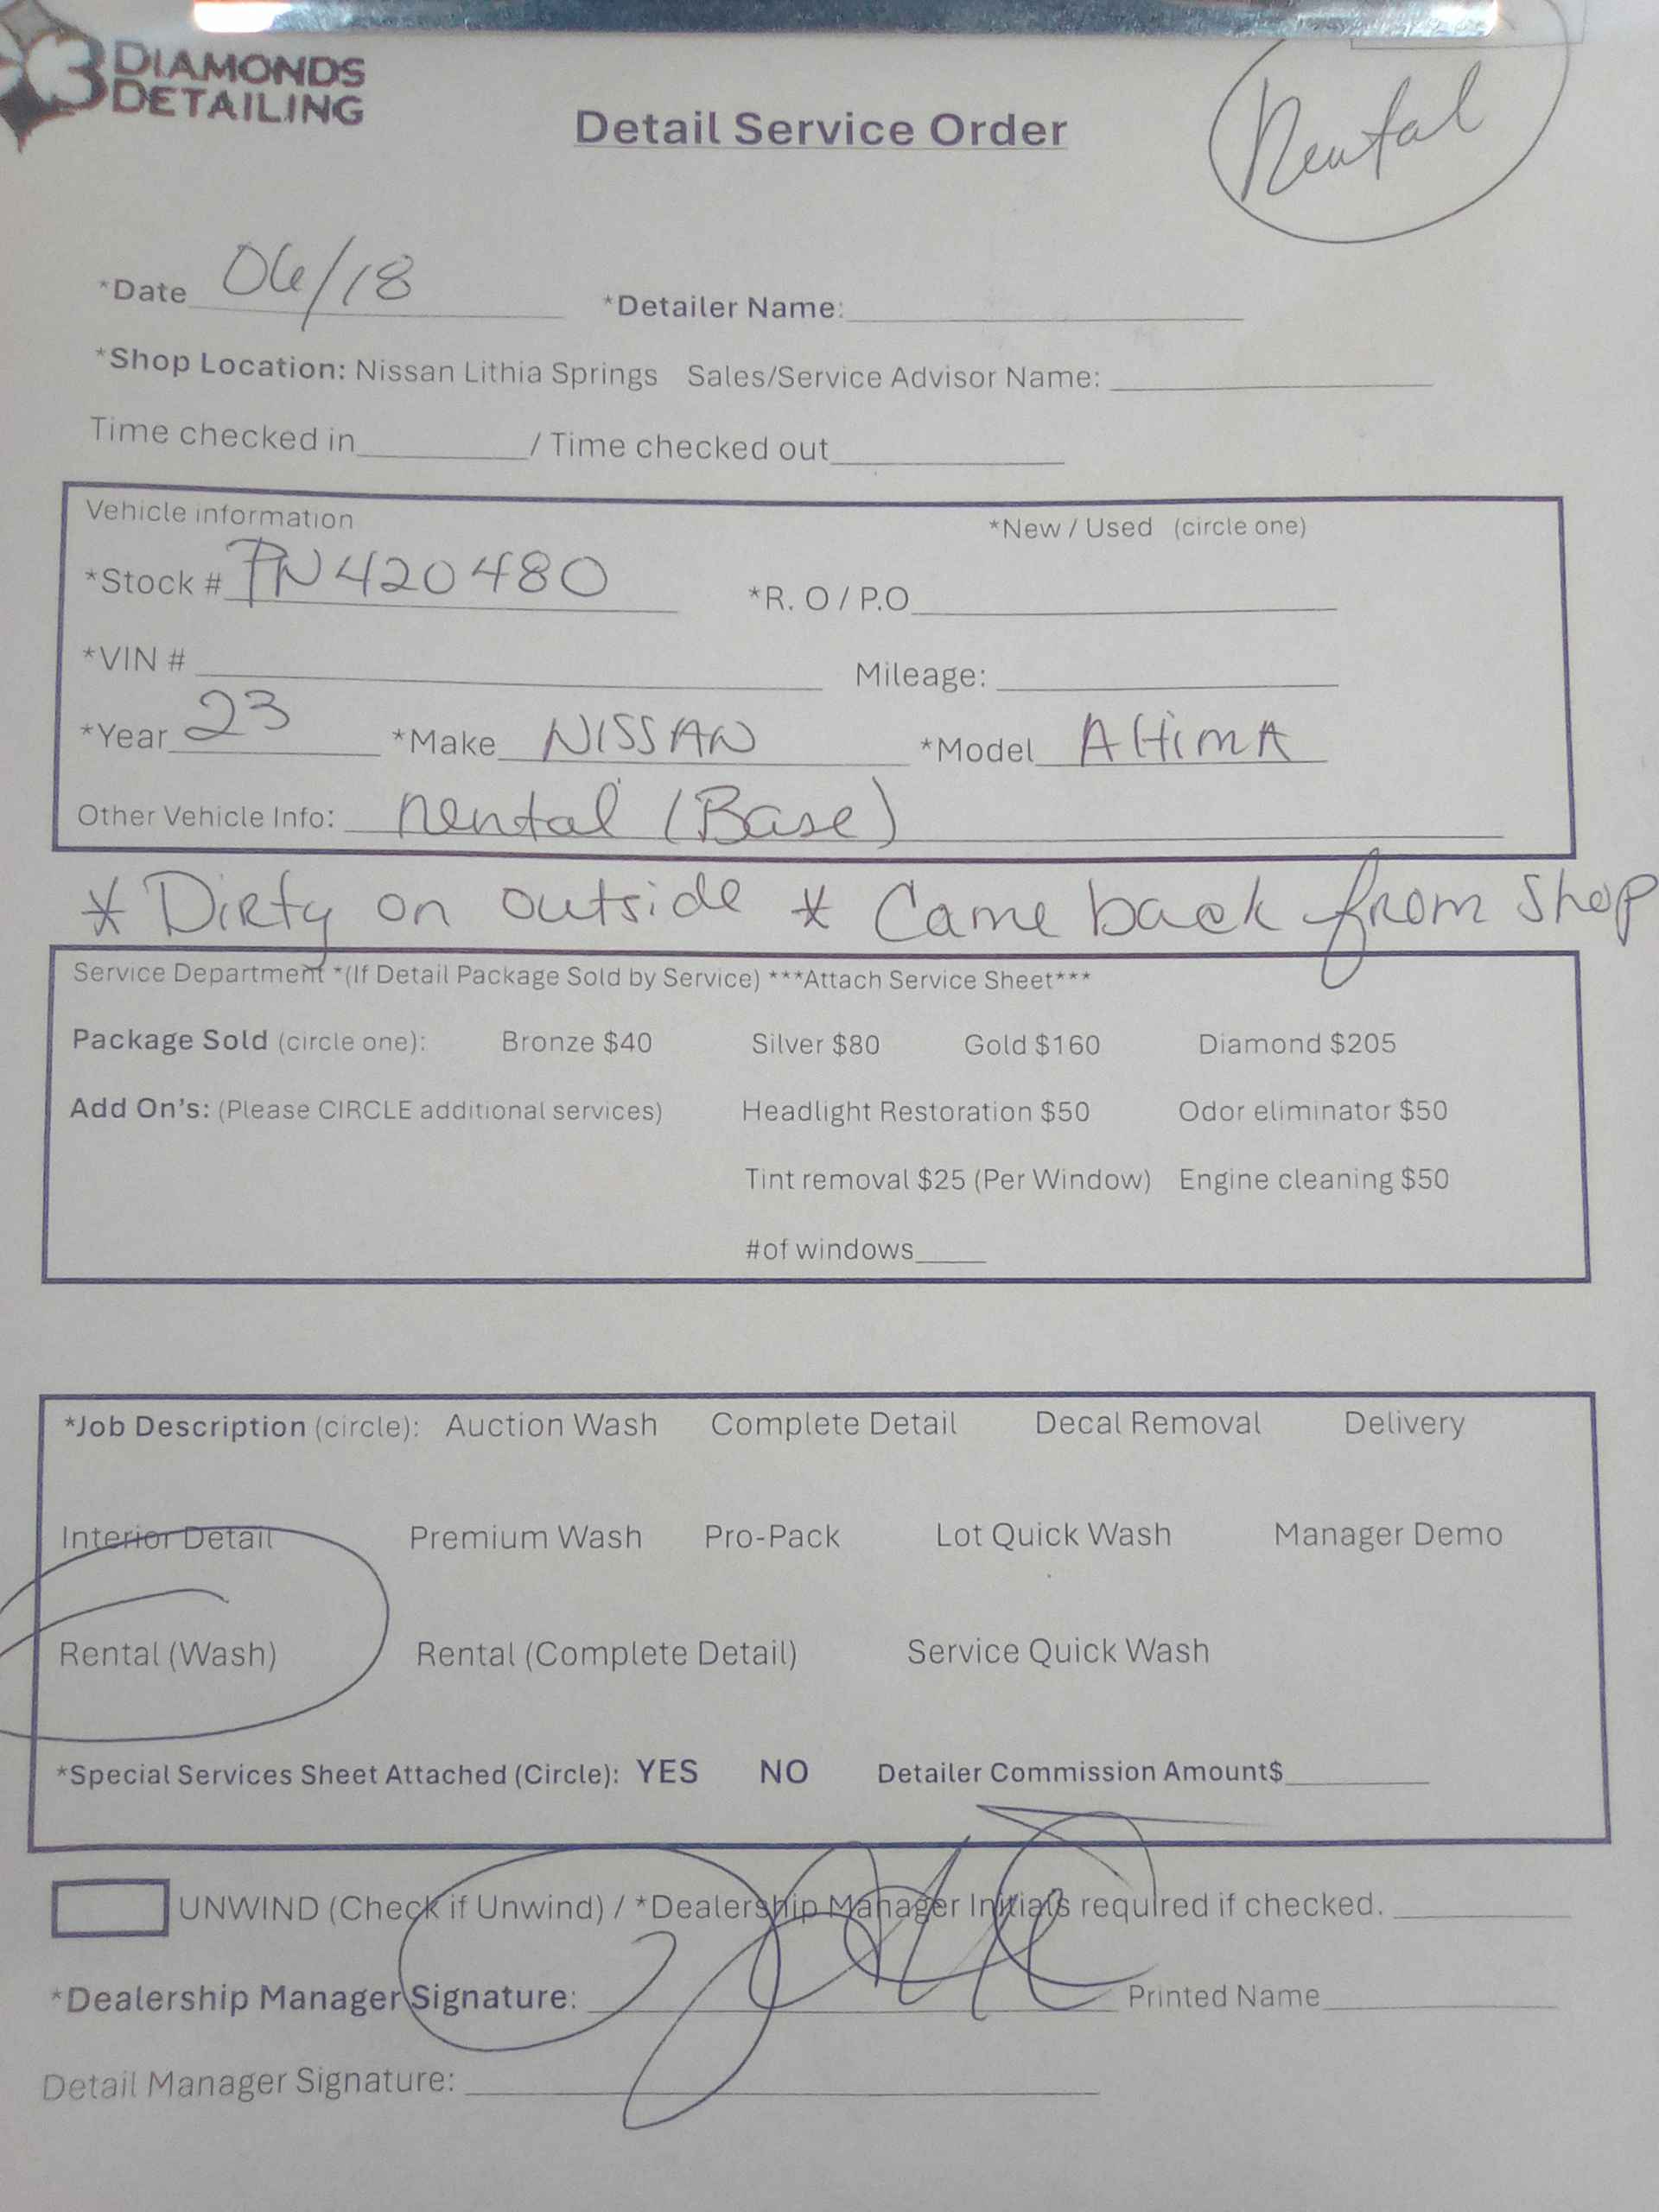 3 DIAMONDS
DETAILING
Rental
Detail Service Order
*Date 06/18 *Detailer Name:
*Shop Location: Nissan Lithia Springs Sales/Service Advisor Name:
Time checked in / Time checked out
Vehicle information *New / Used (circle one)
*Stock # PN420480 *R. O / P.O
*VIN # Mileage:
*Year 23 *Make NISSAN *Model AltimA
Other Vehicle Info: Rental (Base)
* Dirty on outside * Came back from Shop
Service Department *(If Detail Package Sold by Service) ***Attach Service Sheet***
Package Sold (circle one): Bronze $40 Silver $80 Gold $160 Diamond $205
Add On's: (Please CIRCLE additional services) Headlight Restoration $50 Odor eliminator $50
Tint removal $25 (Per Window) Engine cleaning $50
#of windows
*Job Description (circle): Auction Wash Complete Detail Decal Removal Delivery
Interior Detail Premium Wash Pro-Pack Lot Quick Wash Manager Demo
Rental (Wash) Rental (Complete Detail) Service Quick Wash
*Special Services Sheet Attached (Circle): YES NO Detailer Commission Amount$
UNWIND (Check if Unwind) / *Dealership Manager Initials required if checked.
*Dealership Manager Signature: Printed Name
Detail Manager Signature: